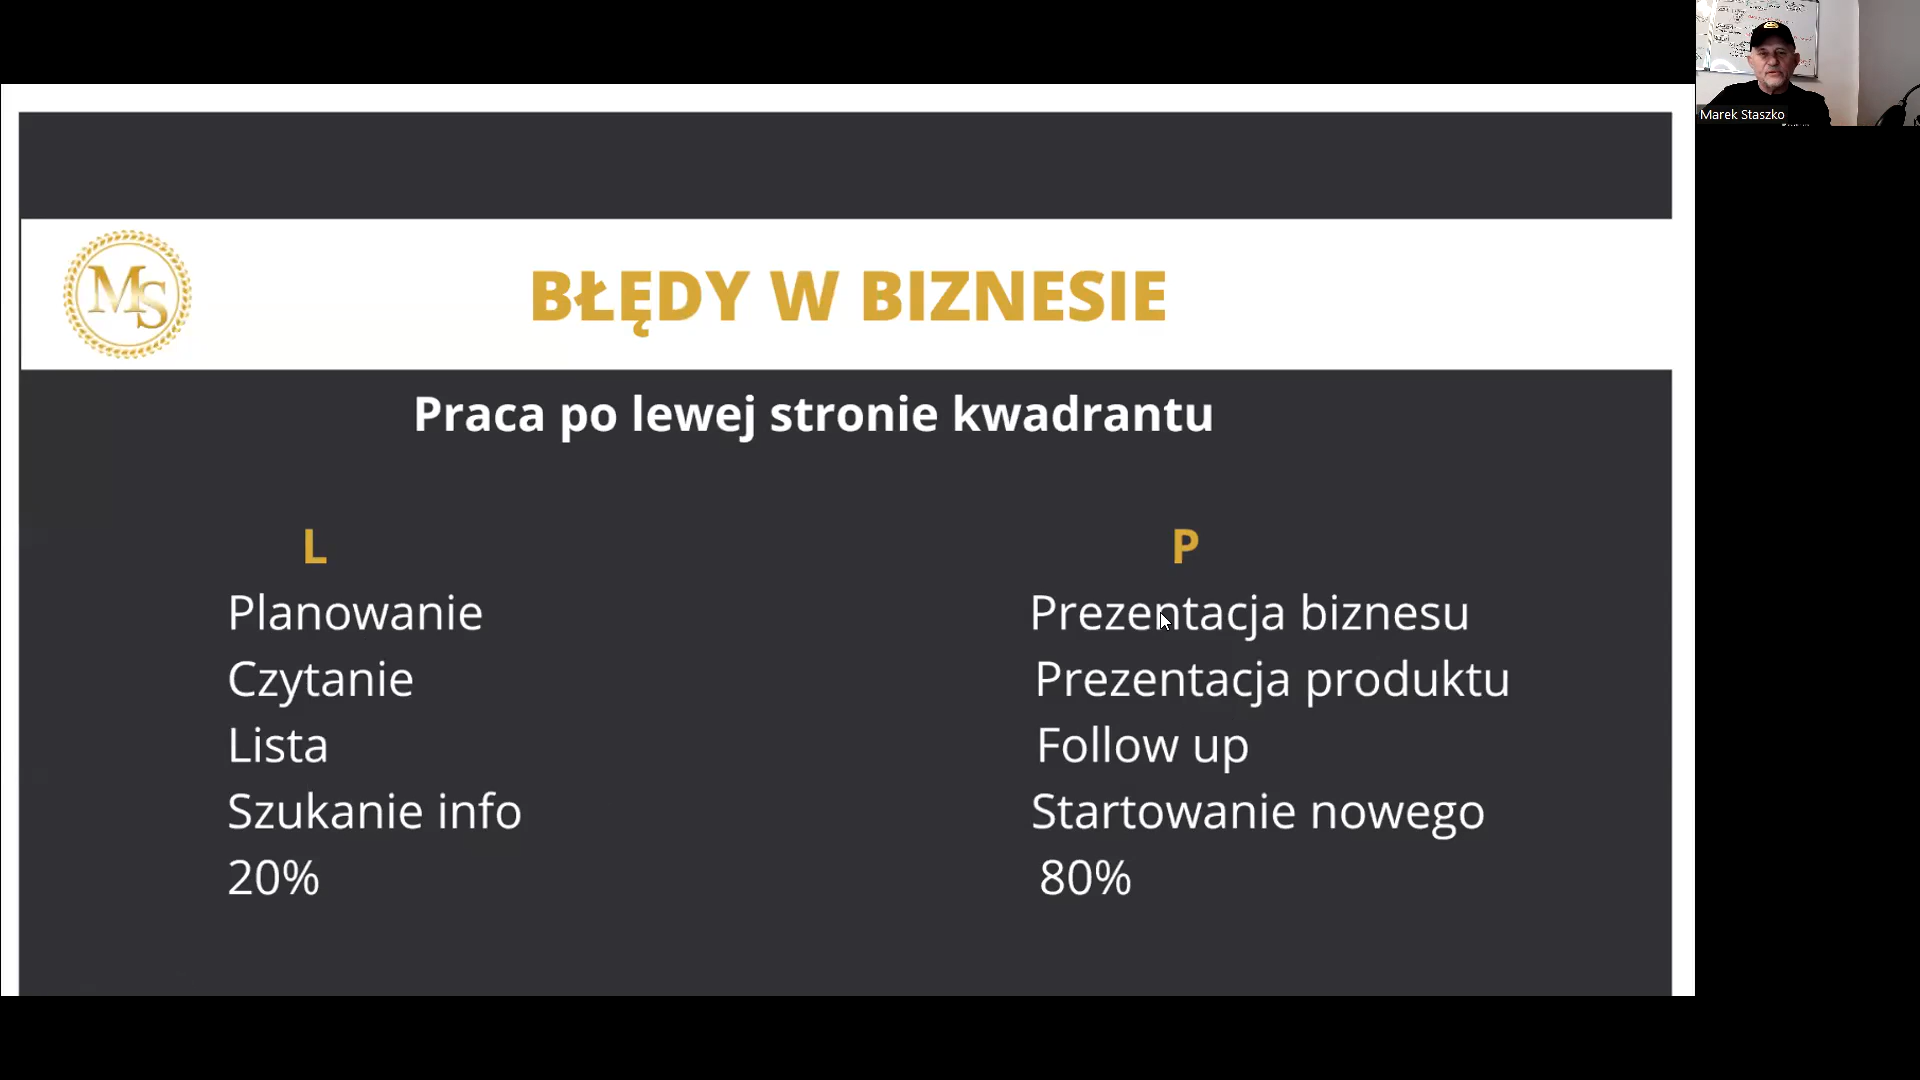 Marek Staszko
MS
BŁĘDY W BIZNESIE
Praca po lewej stronie kwadrantu
L
P
Planowanie
Prezentacja biznesu
Czytanie
Prezentacja produktu
Lista
Follow up
Szukanie info
Startowanie nowego
20%
80%